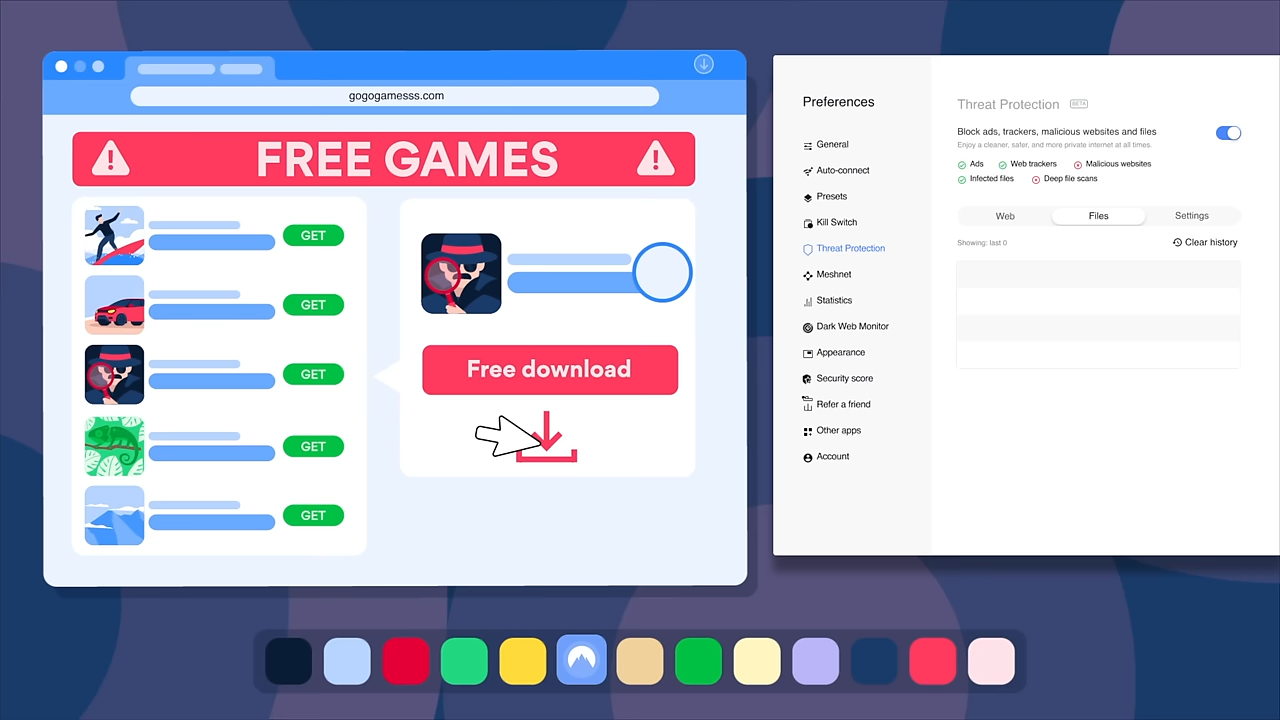 gogogamesss.com
FREE GAMES
GET
GET
GET
GET
GET
Free download
Preferences
General
Auto-connect
Presets
Kill Switch
Threat Protection
Meshnet
Statistics
Dark Web Monitor
Appearance
Security score
Refer a friend
Other apps
Account
Threat Protection BETA
Block ads, trackers, malicious websites and files
Enjoy a cleaner, safer, and more private internet at all times.
Ads Web trackers Malicious websites
Infected files Deep file scans
Web Files Settings
Showing: last 0 Clear history